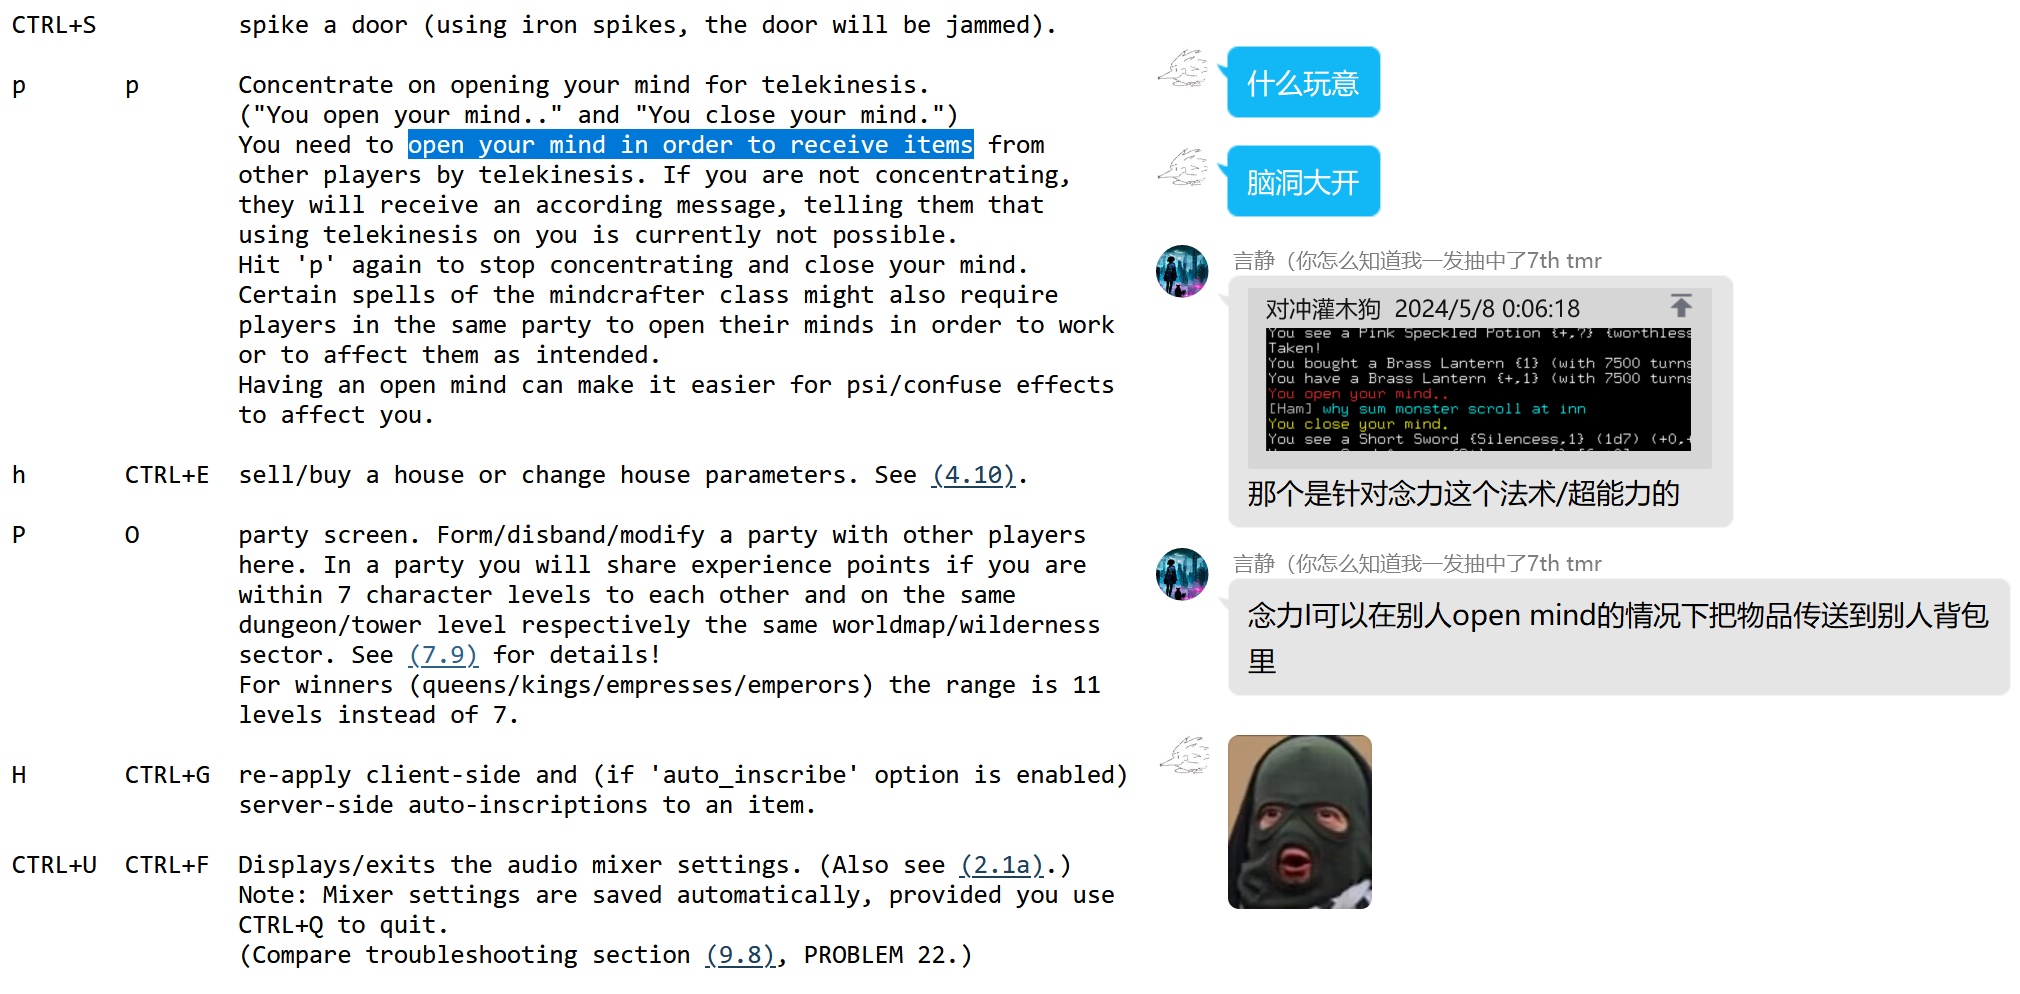 CTRL+S spike a door (using iron spikes, the door will be jammed).
p p Concentrate on opening your mind for telekinesis.
("You open your mind.." and "You close your mind.")
You need to open your mind in order to receive items from
other players by telekinesis. If you are not concentrating,
they will receive an according message, telling them that
using telekinesis on you is currently not possible.
Hit 'p' again to stop concentrating and close your mind.
Certain spells of the mindcrafter class might also require
players in the same party to open their minds in order to work
or to affect them as intended.
Having an open mind can make it easier for psi/confuse effects
to affect you.
h CTRL+E sell/buy a house or change house parameters. See (4.10).
P O party screen. Form/disband/modify a party with other players
here. In a party you will share experience points if you are
within 7 character levels to each other and on the same
dungeon/tower level respectively the same worldmap/wilderness
sector. See (7.9) for details!
For winners (queens/kings/empresses/emperors) the range is 11
levels instead of 7.
H CTRL+G re-apply client-side and (if 'auto_inscribe' option is enabled)
server-side auto-inscriptions to an item.
CTRL+U CTRL+F Displays/exits the audio mixer settings. (Also see (2.1a).)
Note: Mixer settings are saved automatically, provided you use
CTRL+Q to quit.
(Compare troubleshooting section (9.8), PROBLEM 22.)
什么玩意
脑洞大开
言静（你怎么知道我一发抽中了7th tmr
对冲灌木狗 2024/5/8 0:06:18
You see a Pink Speckled Potion {+,?} {worthless
Taken!
You bought a Brass Lantern {1} (with 7500 turns
You have a Brass Lantern {+,1} (with 7500 turns
You open your mind..
[Ham] why sum monster scroll at inn
You close your mind.
You see a Short Sword {Silencess,1} (1d7) (+0,+
那个是针对念力这个法术/超能力的
言静（你怎么知道我一发抽中了7th tmr
念力I可以在别人open mind的情况下把物品传送到别人背包
里